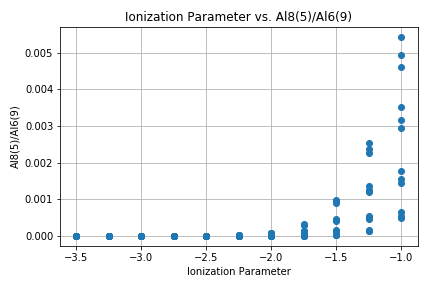 Ionization Parameter vs. Al8(5)/Al6(9)
Al8(5)/Al6(9)
0.005
0.004
0.003
0.002
0.001
0.000
−3.5 −3.0 −2.5 −2.0 −1.5 −1.0
Ionization Parameter